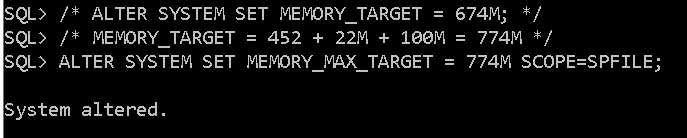 SQL> /* ALTER SYSTEM SET MEMORY_TARGET = 674M; */
SQL> /* MEMORY_TARGET = 452 + 22M + 100M = 774M */
SQL> ALTER SYSTEM SET MEMORY_MAX_TARGET = 774M SCOPE=SPFILE;
System altered.